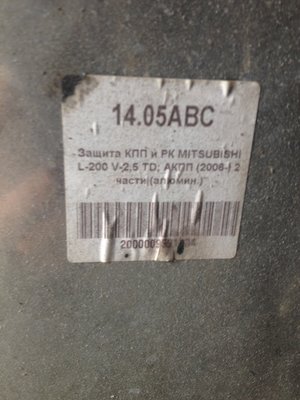 14.05ABC
Защита КПП и РК MITSUBISHI
L-200 V-2,5 TD; АКПП (2006-) 2
части (алюмин.)